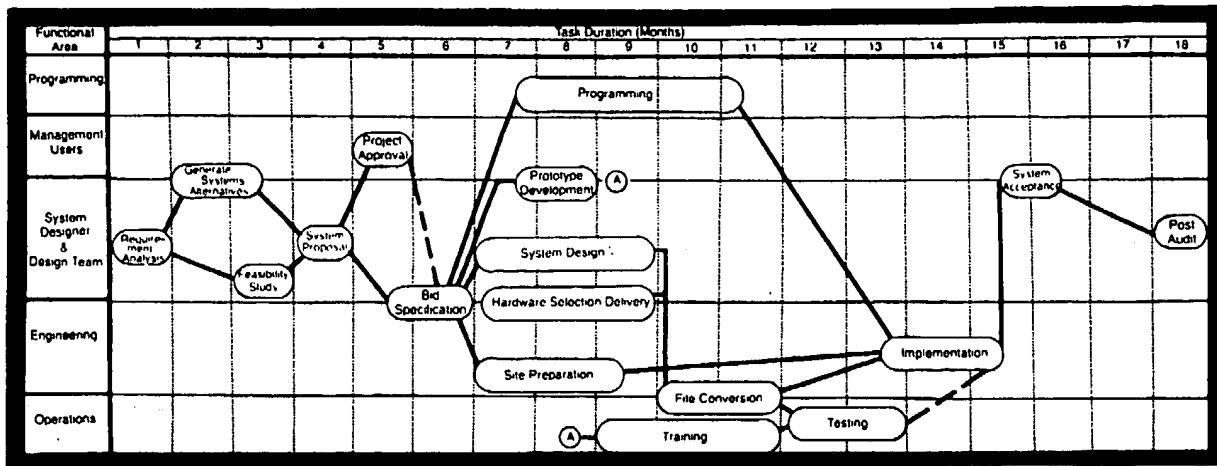 Functional
Area
Task Duration (Months)
1 2 3 4 5 6 7 8 9 10 11 12 13 14 15 16 17 18
Programming
Programming
Management
Users
Project
Approval
Generate
Systems
Alternatives
Prototype
Development
A
System
Acceptance
System
Designer
&
Design Team
Require-
ment
Analysis
System
Proposal
Feasibility
Study
System Design
Post
Audit
Bid
Specification
Hardware Selection Delivery
Engineering
Implementation
Site Preparation
File Conversion
Operations
Testing
A
Training